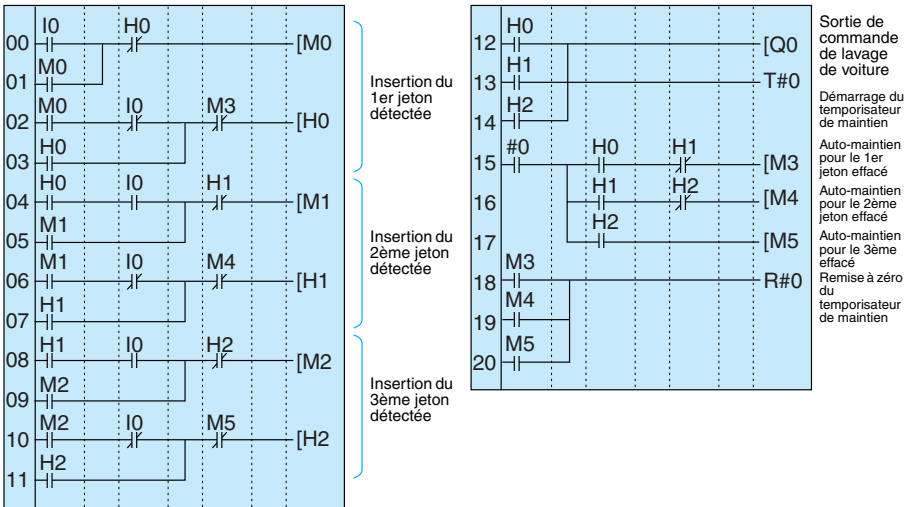 I0 H0
00 [M0
M0
01
M0 I0 M3
02 [H0
H0
03
H0 I0 H1
04 [M1
M1
05
M1 I0 M4
06 [H1
H1
07
H1 I0 H2
08 [M2
M2
09
M2 I0 M5
10 [H2
H2
11
Insertion du
1er jeton
détectée
Insertion du
2ème jeton
détectée
Insertion du
3ème jeton
détectée
H0
12 [Q0
H1
13 T#0
H2
14
#0 H0 H1
15 [M3
H1 H2
16 [M4
H2
17 [M5
M3
18 R#0
M4
19
M5
20
Sortie de
commande
de lavage
de voiture
Démarrage du
temporisateur
de maintien
Auto-maintien
pour le 1er
jeton effacé
Auto-maintien
pour le 2ème
jeton effacé
Auto-maintien
pour le 3ème
effacé
Remise à zéro
du
temporisateur
de maintien